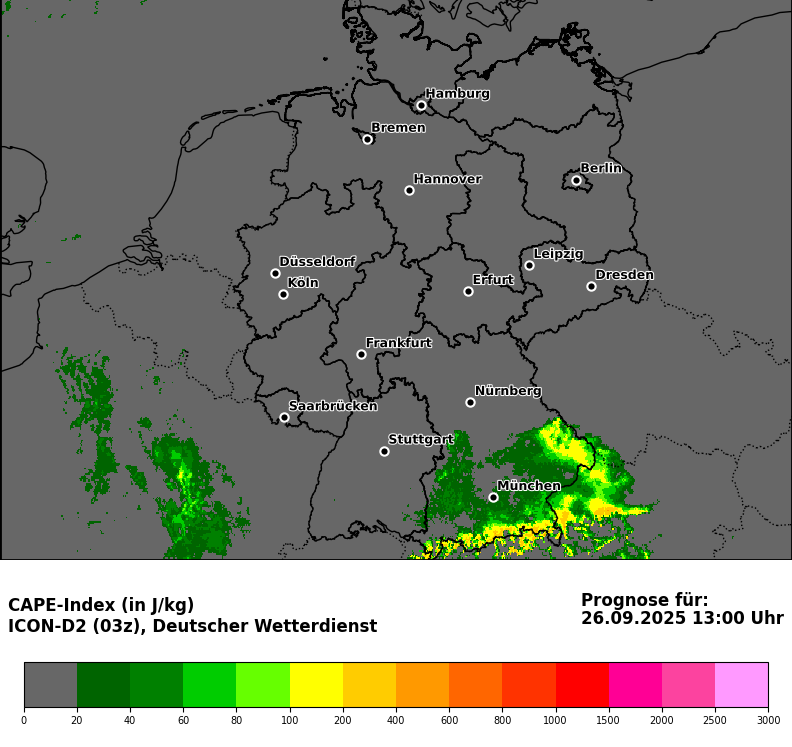 Hamburg
Bremen
Berlin
Hannover
Leipzig
Düsseldorf
Dresden
Köln
Erfurt
Frankfurt
Nürnberg
Saarbrücken
Stuttgart
München
CAPE-Index (in J/kg)
ICON-D2 (03z), Deutscher Wetterdienst
Prognose für:
26.09.2025 13:00 Uhr
0 20 40 60 80 100 200 400 600 800 1000 1500 2000 2500 3000